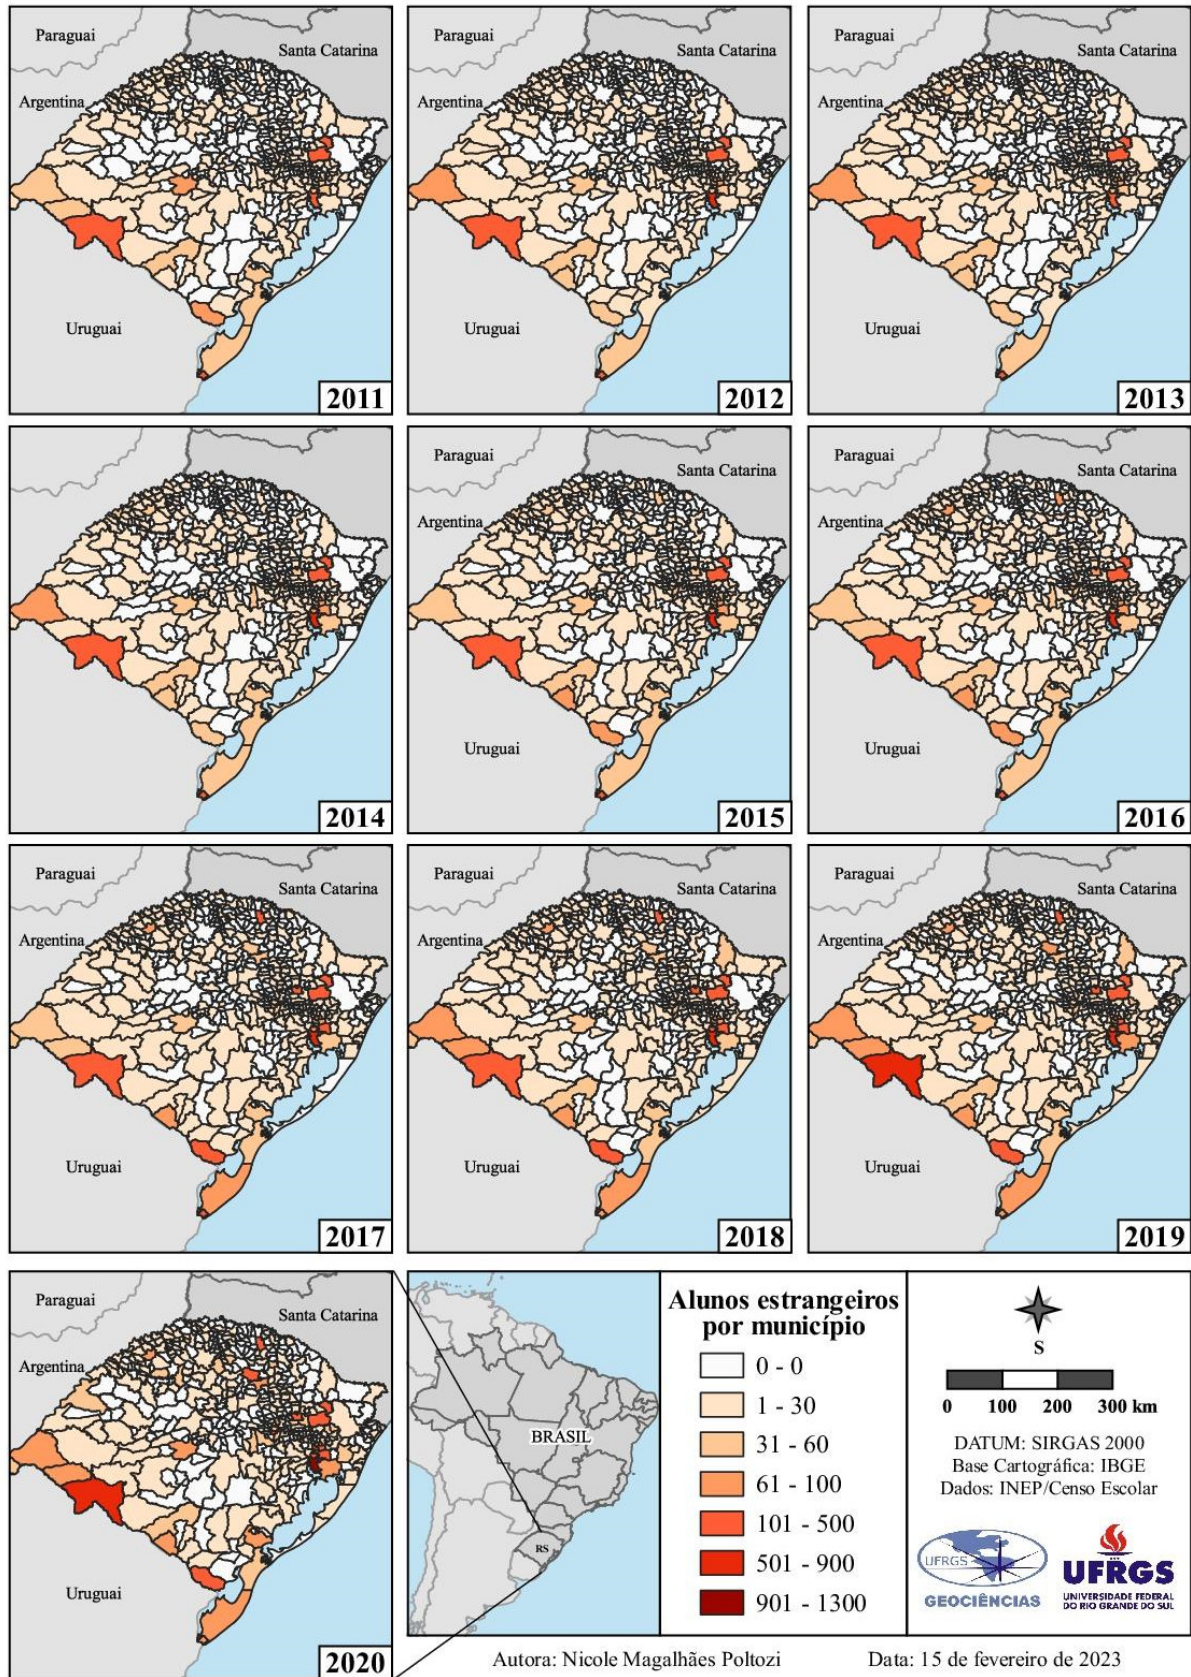 Paraguai
Santa Catarina
Argentina
Uruguai
2011
Paraguai
Santa Catarina
Argentina
Uruguai
2012
Paraguai
Santa Catarina
Argentina
Uruguai
2013
Paraguai
Santa Catarina
Argentina
Uruguai
2014
Paraguai
Santa Catarina
Argentina
Uruguai
2015
Paraguai
Santa Catarina
Argentina
Uruguai
2016
Paraguai
Santa Catarina
Argentina
Uruguai
2017
Paraguai
Santa Catarina
Argentina
Uruguai
2018
Paraguai
Santa Catarina
Argentina
Uruguai
2019
Paraguai
Santa Catarina
Argentina
Uruguai
2020
BRASIL
RS
Alunos estrangeiros
por município
0 - 0
1 - 30
31 - 60
61 - 100
101 - 500
501 - 900
901 - 1300
S
0 100 200 300 km
DATUM: SIRGAS 2000
Base Cartográfica: IBGE
Dados: INEP/Censo Escolar
UFRGS
GEOCIÊNCIAS
UFRGS
UNIVERSIDADE FEDERAL
DO RIO GRANDE DO SUL
Autora: Nicole Magalhães Poltozi
Data: 15 de fevereiro de 2023